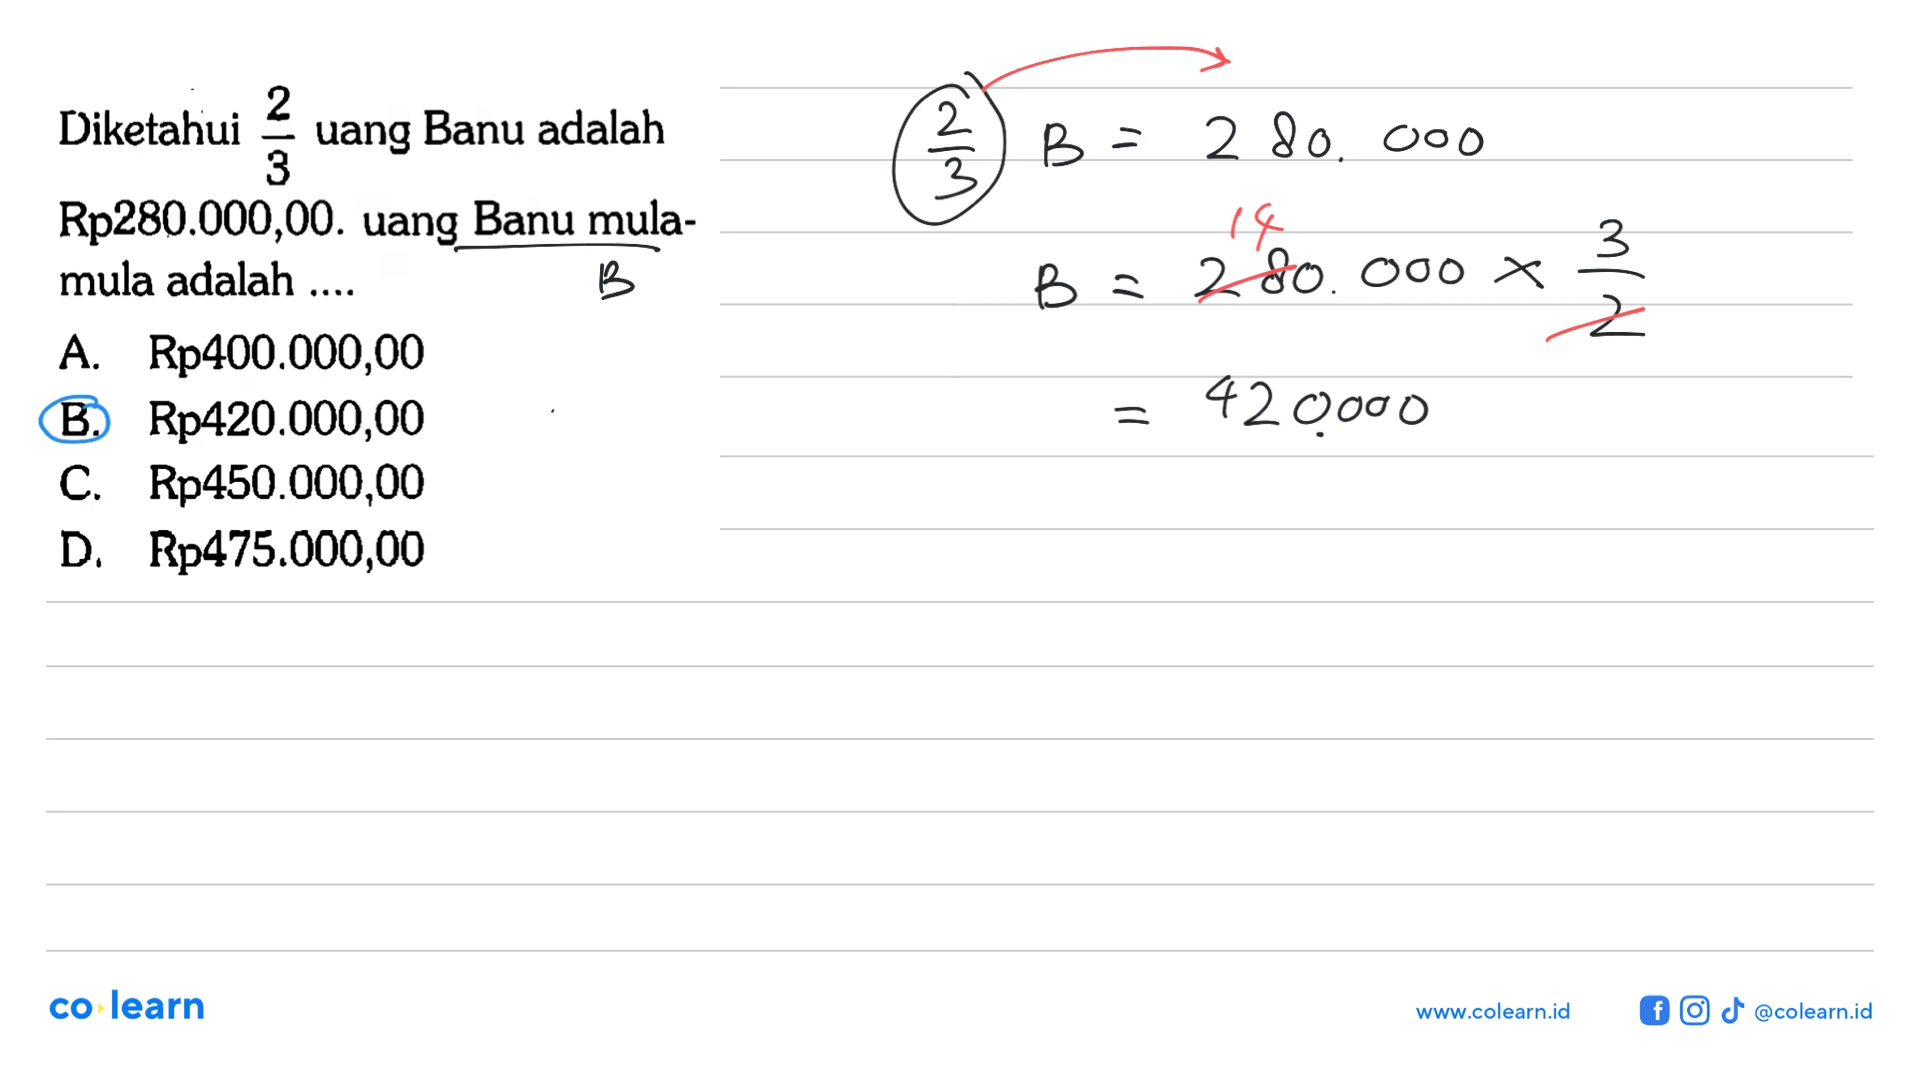 Diketahui 2/3 uang Banu adalah
Rp280.000,00. uang Banu mula-
mula adalah ....
B
A. Rp400.000,00
B. Rp420.000,00
C. Rp450.000,00
D. Rp475.000,00
2/3 B = 280.000
14
B = 280.000 × 3/2
= 420.000
co learn
www.colearn.id
@colearn.id